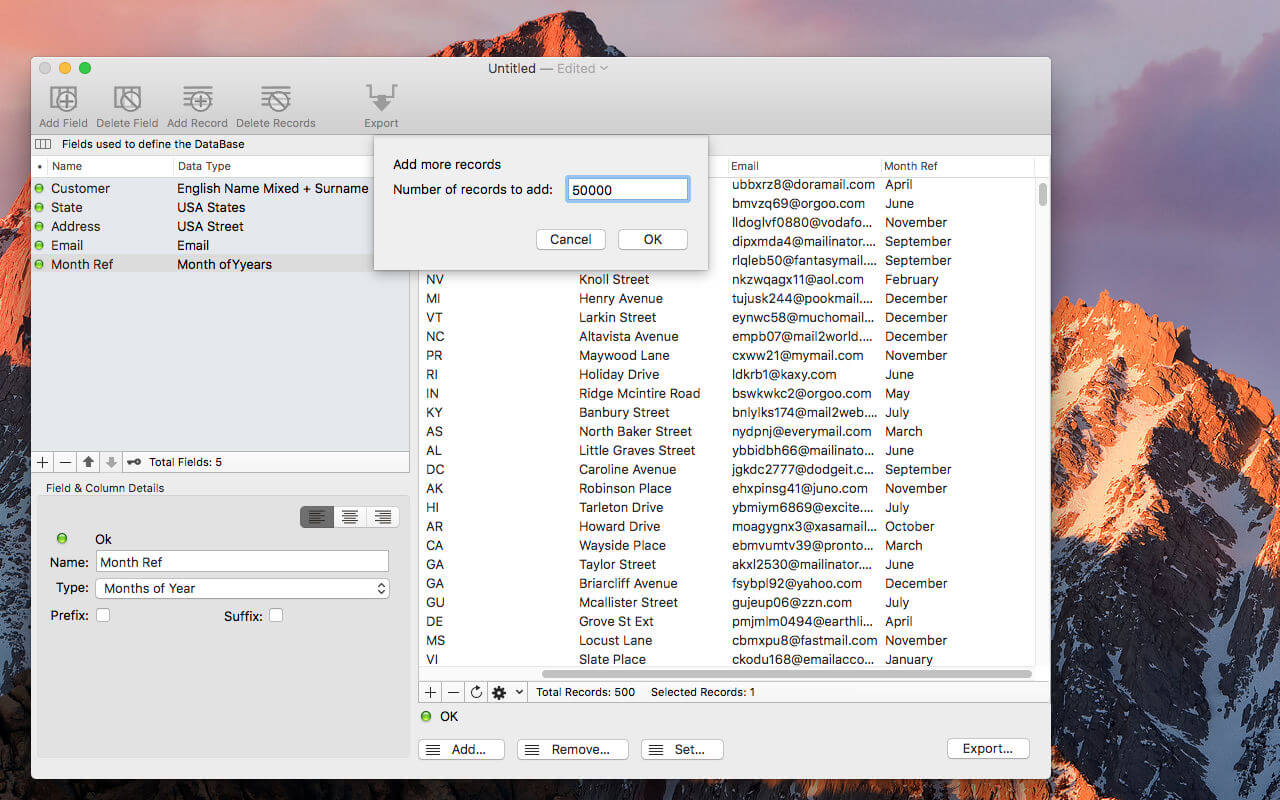 Untitled — Edited
Add Field Delete Field Add Record Delete Records Export
Fields used to define the DataBase
Name Data Type
Customer English Name Mixed + Surname
State USA States
Address USA Street
Email Email
Month Ref Month ofYyears
Total Fields: 5
Field & Column Details
Ok
Name: Month Ref
Type: Months of Year
Prefix: Suffix:
Add more records
Number of records to add: 50000
Cancel OK
Email Month Ref
ubbxrz8@doramail.com April
bmvzq69@orgoo.com June
lldoglvf0880@vodafo... November
dipxmda4@mailinator... September
rlqleb50@fantasymail... September
NV Knoll Street nkzwqagx11@aol.com February
MI Henry Avenue tujusk244@pookmail.... December
VT Larkin Street eynwc58@muchomail... December
NC Altavista Avenue empb07@mail2world.... December
PR Maywood Lane cxww21@mymail.com November
RI Holiday Drive ldkrb1@kaxy.com June
IN Ridge Mcintire Road bswkwkc2@orgoo.com May
KY Banbury Street bnlylks174@mail2web.... July
AS North Baker Street nydpnj@everymail.com March
AL Little Graves Street ybbidbh66@mailinato... June
DC Caroline Avenue jgkdc2777@dodgeit.c... September
AK Robinson Place ehxpinsg41@juno.com November
HI Tarleton Drive ybmiym6869@excite.... July
AR Howard Drive moagygnx3@xasamail... October
CA Wayside Place ebmvumtv39@pronto... March
GA Taylor Street akxl2530@mailinator.... June
GA Briarcliff Avenue fsybpl92@yahoo.com December
GU Mcallister Street gujeup06@zzn.com July
DE Grove St Ext pmjmlm0494@earthli... April
MS Locust Lane cbmxpu8@fastmail.com November
VI Slate Place ckodu168@emailacco... January
Total Records: 500 Selected Records: 1
OK
Add... Remove... Set... Export...